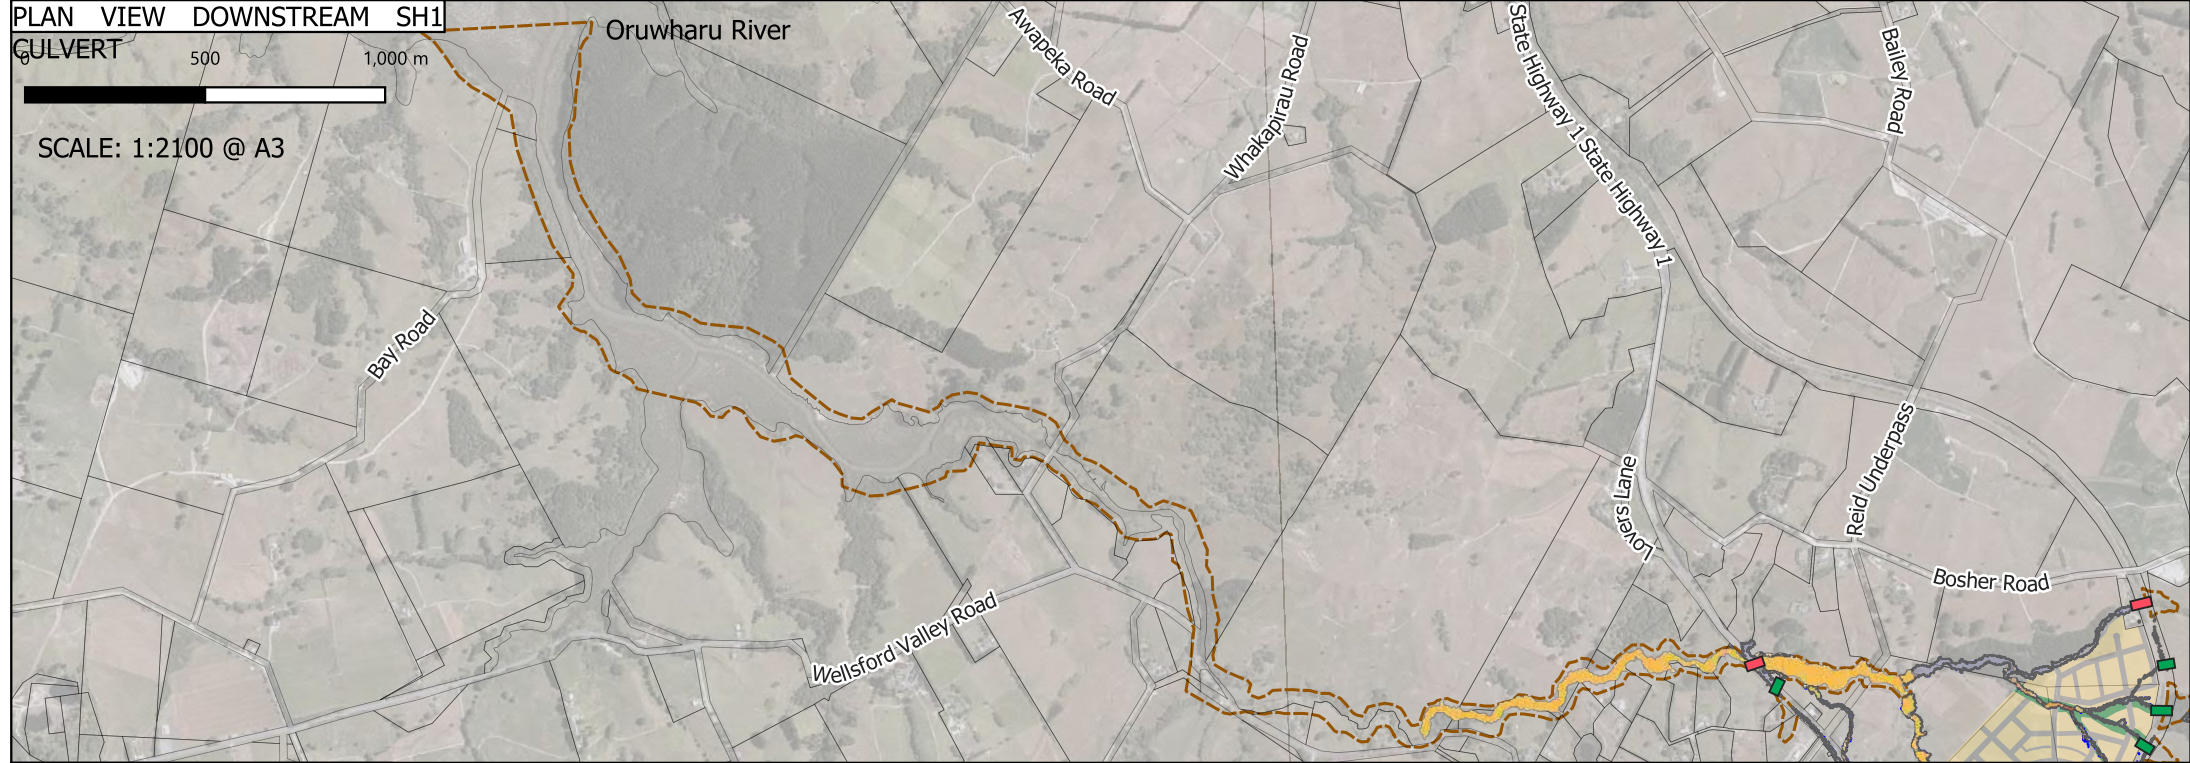 PLAN VIEW DOWNSTREAM SH1
CULVERT
0 500 1,000 m
SCALE: 1:2100 @ A3
Oruwharu River
Awapeka Road
Whakapirau Road
State Highway 1 State Highway 1
Bailey Road
Bay Road
Lovers Lane
Reid Underpass
Bosher Road
Wellsford Valley Road